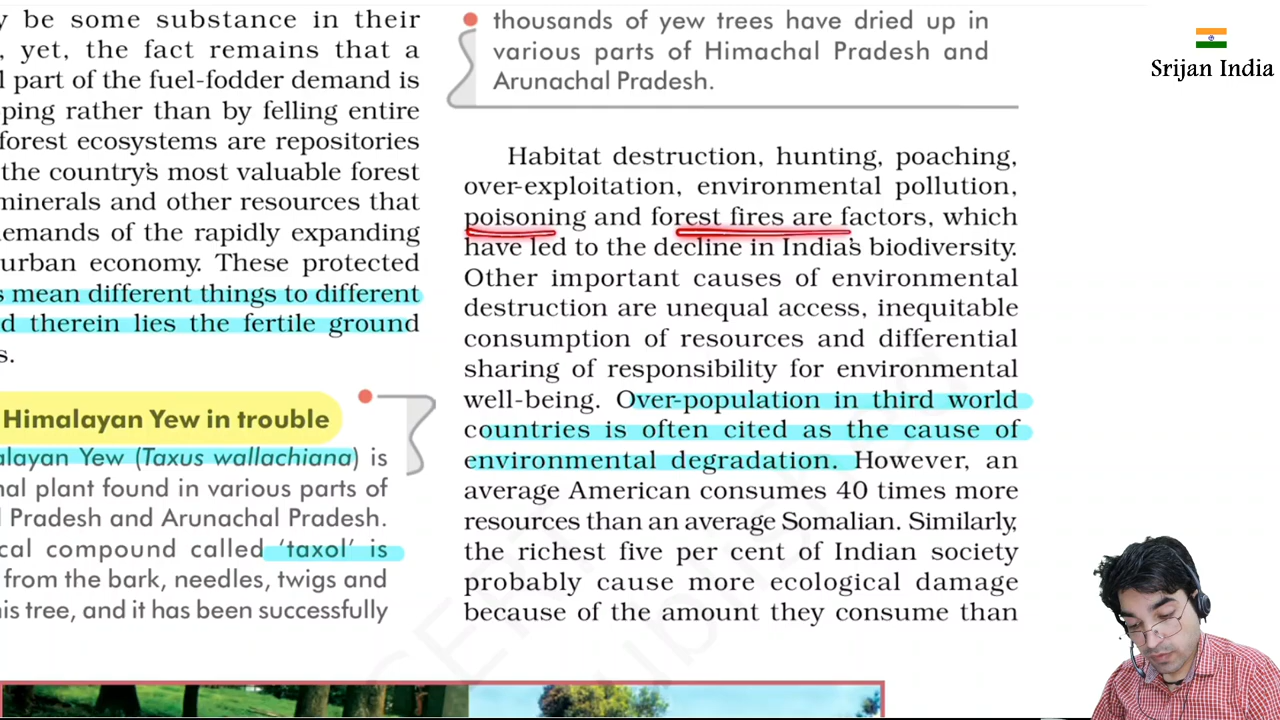 y be some substance in their
, yet, the fact remains that a
l part of the fuel-fodder demand is
ping rather than by felling entire
forest ecosystems are repositories
the country's most valuable forest
minerals and other resources that
emands of the rapidly expanding
urban economy. These protected
s mean different things to different
d therein lies the fertile ground
s.
Himalayan Yew in trouble
alayan Yew (Taxus wallachiana) is
nal plant found in various parts of
l Pradesh and Arunachal Pradesh.
cal compound called 'taxol' is
from the bark, needles, twigs and
his tree, and it has been successfully
thousands of yew trees have dried up in
various parts of Himachal Pradesh and
Arunachal Pradesh.
Habitat destruction, hunting, poaching,
over-exploitation, environmental pollution,
poisoning and forest fires are factors, which
have led to the decline in India's biodiversity.
Other important causes of environmental
destruction are unequal access, inequitable
consumption of resources and differential
sharing of responsibility for environmental
well-being. Over-population in third world
countries is often cited as the cause of
environmental degradation. However, an
average American consumes 40 times more
resources than an average Somalian. Similarly,
the richest five per cent of Indian society
probably cause more ecological damage
because of the amount they consume than
Srijan India